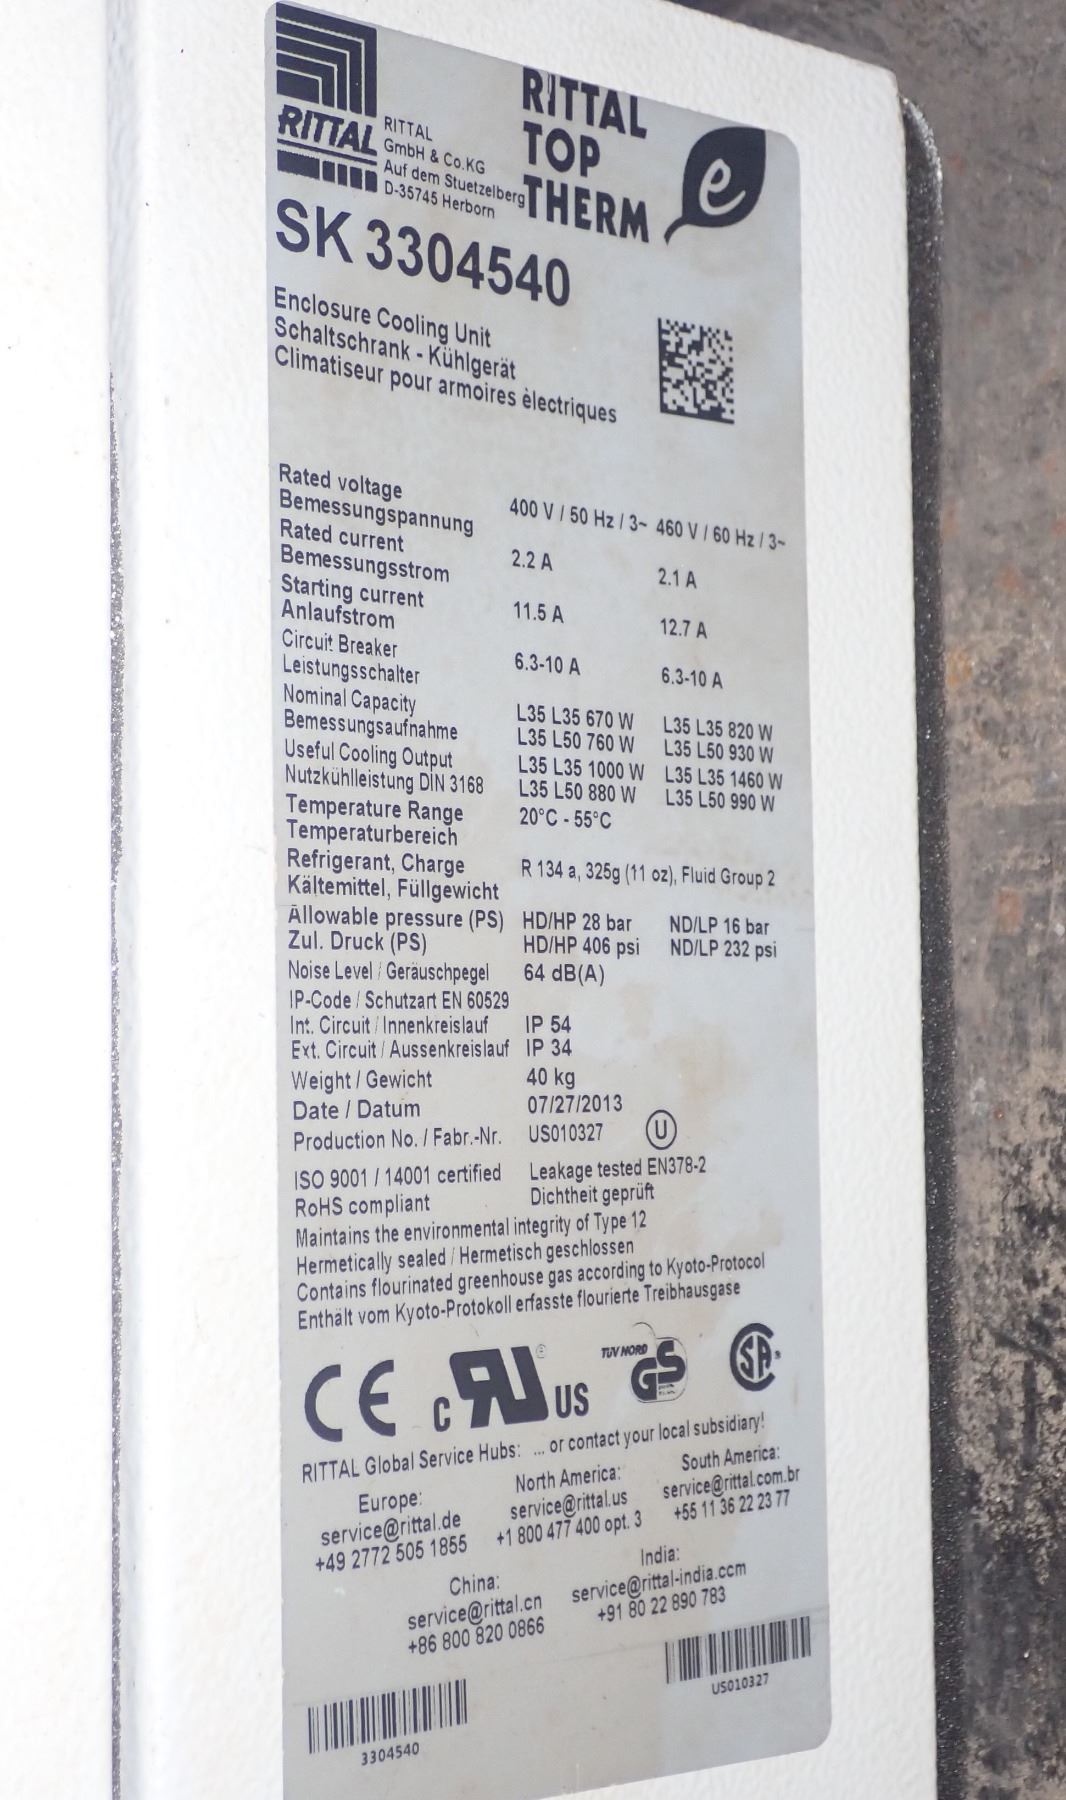 RITTAL
RITTAL
GmbH & Co.KG
Auf dem Stuetzelberg
D-35745 Herborn
RITTAL
TOP
THERM
e
SK 3304540
Enclosure Cooling Unit
Schaltschrank - Kühlgerät
Climatiseur pour armoires èlectriques
Rated voltage
Bemessungspannung 400 V / 50 Hz / 3~ 460 V / 60 Hz / 3~
Rated current
Bemessungsstrom 2.2 A 2.1 A
Starting current
Anlaufstrom 11.5 A 12.7 A
Circuit Breaker
Leistungsschalter 6.3-10 A 6.3-10 A
Nominal Capacity L35 L35 670 W L35 L35 820 W
Bemessungsaufnahme L35 L50 760 W L35 L50 930 W
Useful Cooling Output L35 L35 1000 W L35 L35 1460 W
Nutzkühlleistung DIN 3168 L35 L50 880 W L35 L50 990 W
Temperature Range 20°C - 55°C
Temperaturbereich
Refrigerant, Charge R 134 a, 325g (11 oz), Fluid Group 2
Kältemittel, Füllgewicht
Allowable pressure (PS) HD/HP 28 bar ND/LP 16 bar
Zul. Druck (PS) HD/HP 406 psi ND/LP 232 psi
Noise Level / Geräuschpegel 64 dB(A)
IP-Code / Schutzart EN 60529
Int. Circuit / Innenkreislauf IP 54
Ext. Circuit / Aussenkreislauf IP 34
Weight / Gewicht 40 kg
Date / Datum 07/27/2013
Production No. / Fabr.-Nr. US010327 U
ISO 9001 / 14001 certified Leakage tested EN378-2
RoHS compliant Dichtheit geprüft
Maintains the environmental integrity of Type 12
Hermetically sealed / Hermetisch geschlossen
Contains flourinated greenhouse gas according to Kyoto-Protocol
Enthält vom Kyoto-Protokoll erfasste flourierte Treibhausgase
CE c RU ® US TUV NORD GS SA ®
RITTAL Global Service Hubs: ... or contact your local subsidiary!
Europe:
service@rittal.de
+49 2772 505 1855
North America:
service@rittal.us
+1 800 477 400 opt. 3
South America:
service@rittal.com.br
+55 11 36 22 23 77
China:
service@rittal.cn
+86 800 820 0866
India:
service@rittal-india.com
+91 80 22 890 783
3304540
US010327